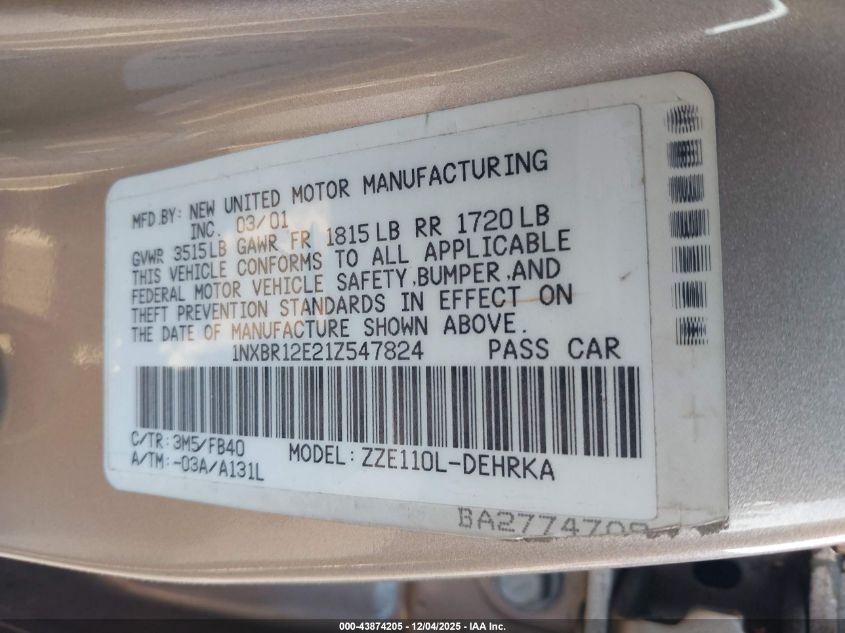 MFD.BY: NEW UNITED MOTOR MANUFACTURING
INC. 03/01
GVWR 3515LB GAWR FR 1815LB RR 1720LB
THIS VEHICLE CONFORMS TO ALL APPLICABLE
FEDERAL MOTOR VEHICLE SAFETY,BUMPER,AND
THEFT PREVENTION STANDARDS IN EFFECT ON
THE DATE OF MANUFACTURE SHOWN ABOVE.
1NXBR12E21Z547824 PASS CAR
C/TR: 3M5/FB40
A/TM: -03A/A131L
MODEL: ZZE110L-DEHRKA
000-43874205 - 12/04/2025 - IAA Inc.